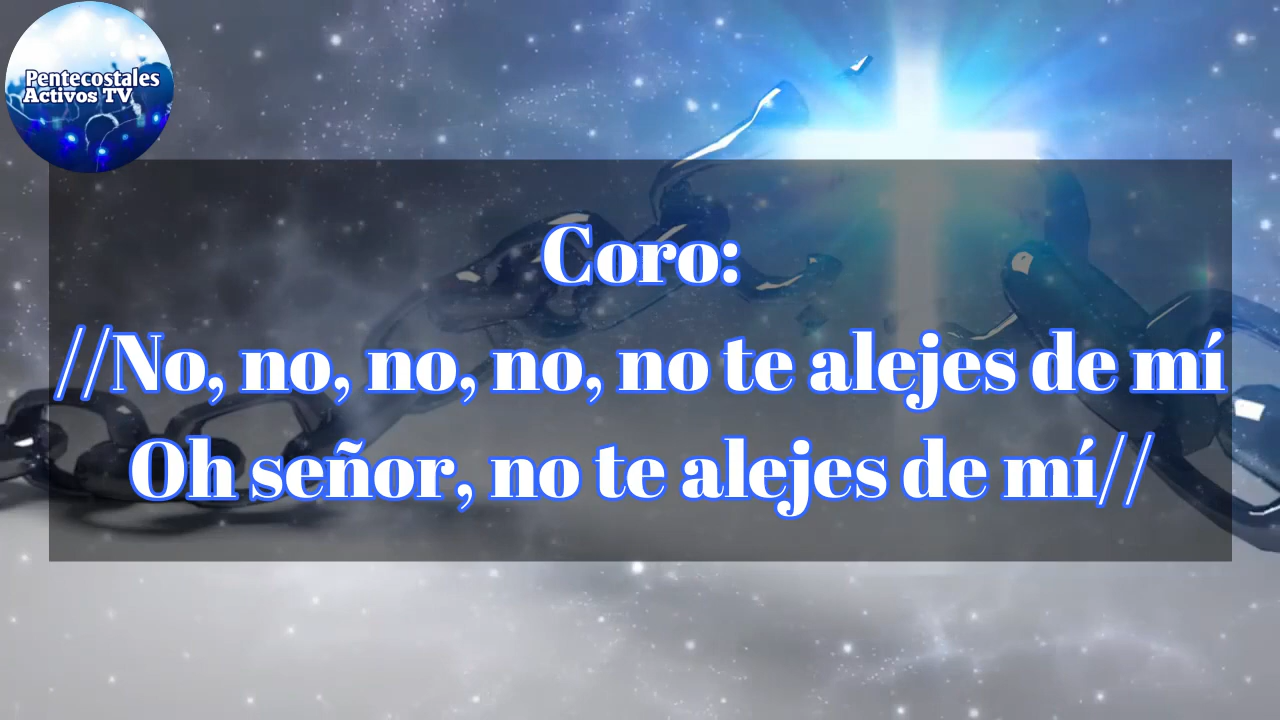 Pentecostales
Activos TV
Coro:
//No, no, no, no, no te alejes de mí
Oh señor, no te alejes de mí//